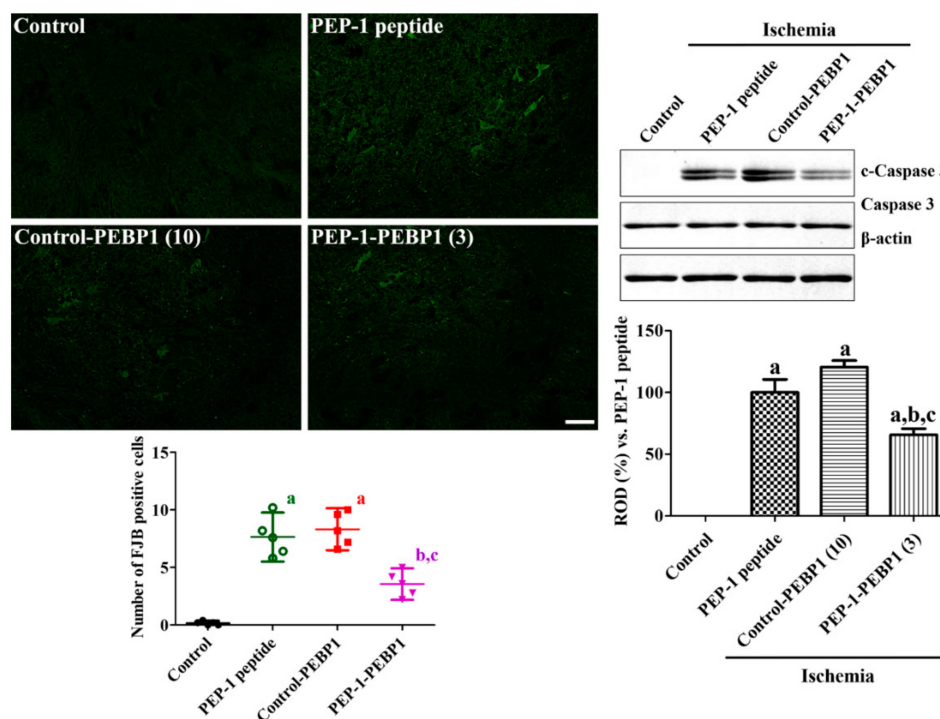 Control
PEP-1 peptide
Control-PEBP1 (10)
PEP-1-PEBP1 (3)
Ischemia
Control
PEP-1 peptide
Control-PEBP1
PEP-1-PEBP1
c-Caspase
Caspase 3
β-actin
Number of FJB positive cells
15
10
5
0
a
a
b,c
Control
PEP-1 peptide
Control-PEBP1
PEP-1-PEBP1
ROD (%) vs. PEP-1 peptide
150
100
50
0
a
a
a,b,c
Control
PEP-1 peptide
Control-PEBP1 (10)
PEP-1-PEBP1 (3)
Ischemia